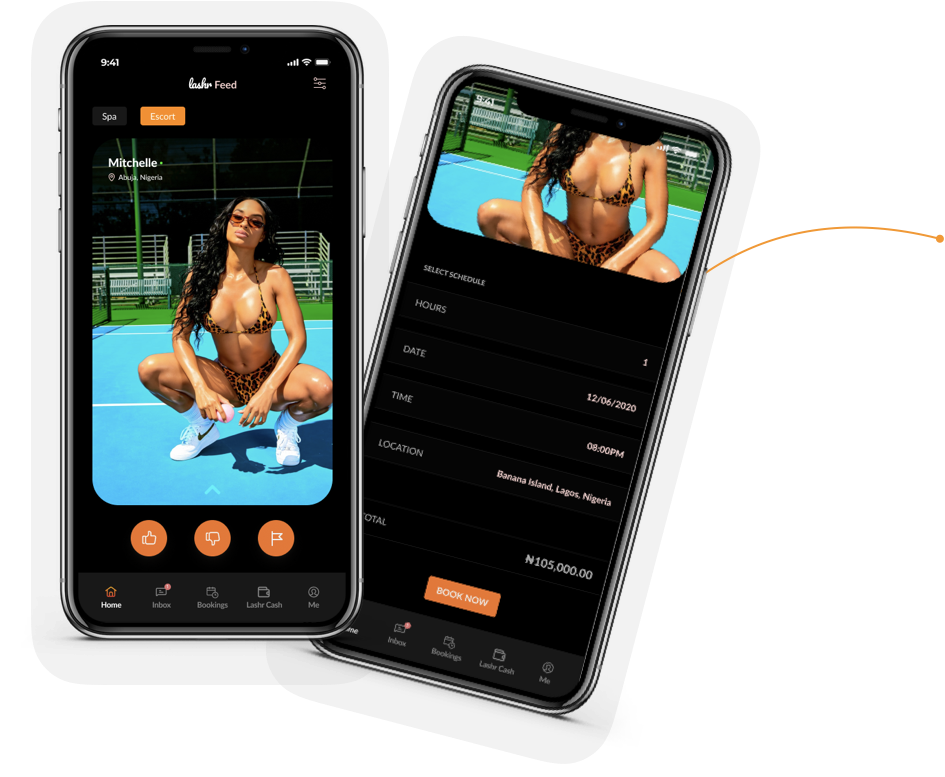 9:41
lashr Feed
Spa
Escort
Mitchelle
Abuja, Nigeria
Home
Inbox
Bookings
Lashr Cash
Me
9:41
SELECT SCHEDULE
HOURS
1
DATE
12/06/2020
TIME
08:00PM
LOCATION
Banana Island, Lagos, Nigeria
OTAL
₦105,000.00
BOOK NOW
ome
Inbox
Bookings
Lashr Cash
Me